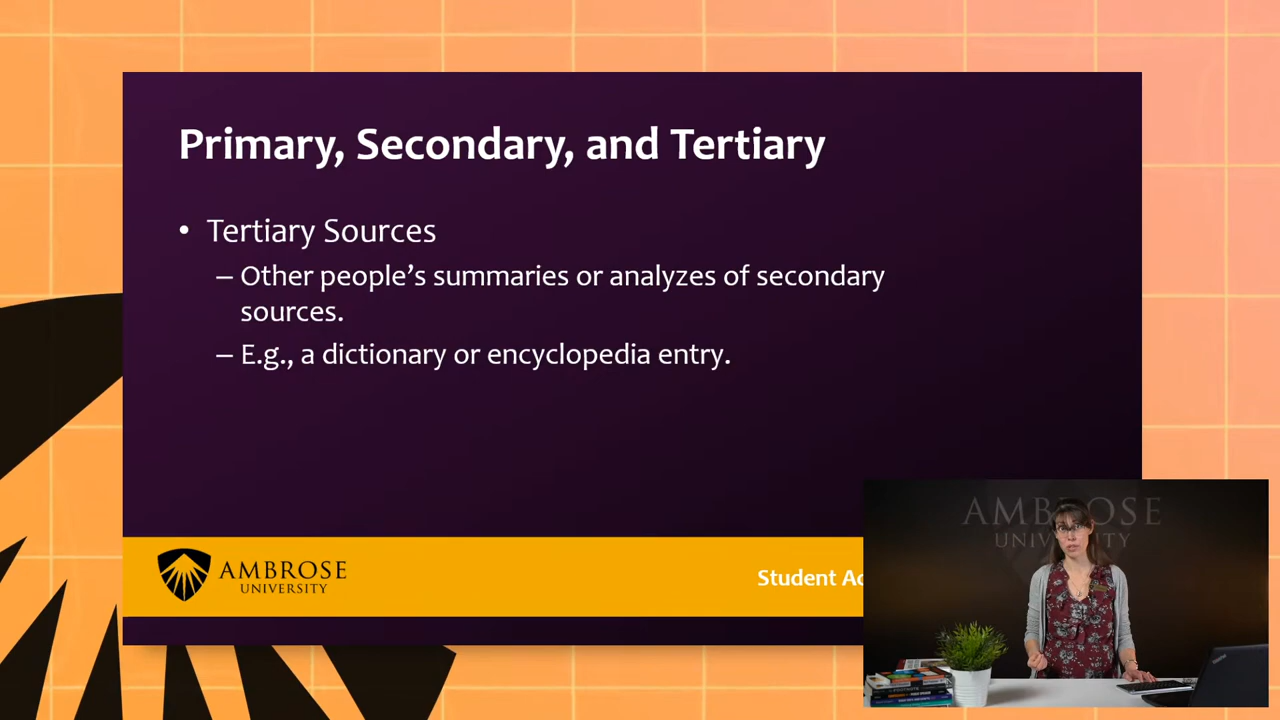 Primary, Secondary, and Tertiary
• Tertiary Sources
– Other people’s summaries or analyzes of secondary
sources.
– E.g., a dictionary or encyclopedia entry.
AMBROSE
UNIVERSITY
Student Ac
AMBROSE
UNIVERSITY